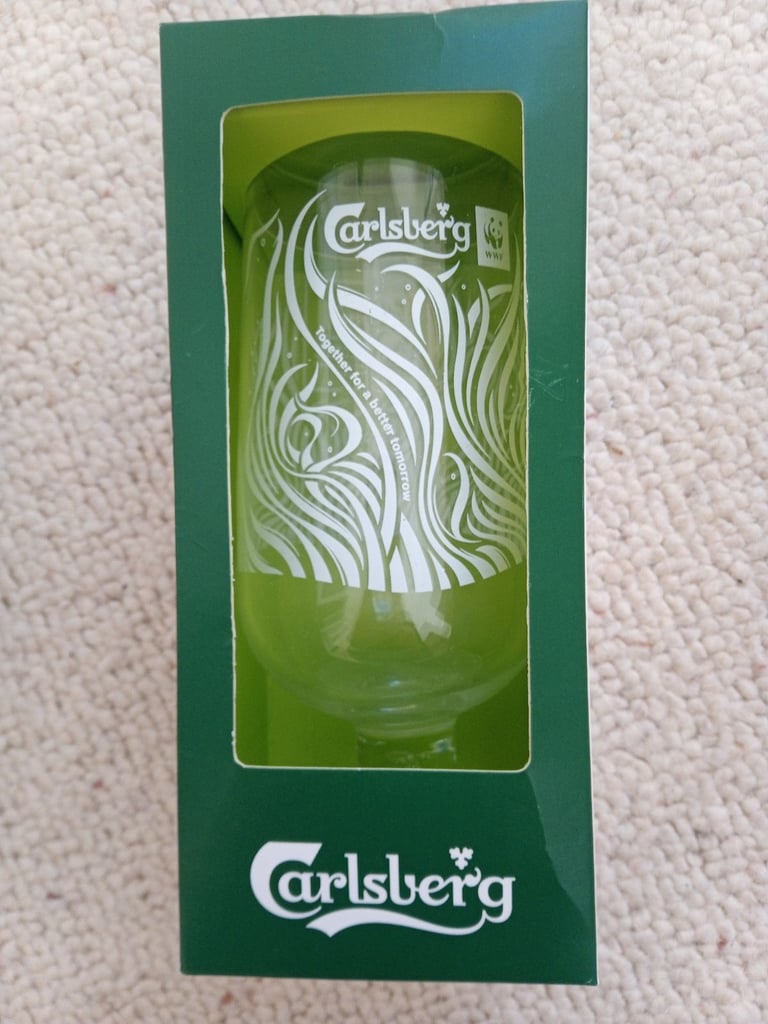 Carlsberg
WWF
Together for a better tomorrow
Carlsberg